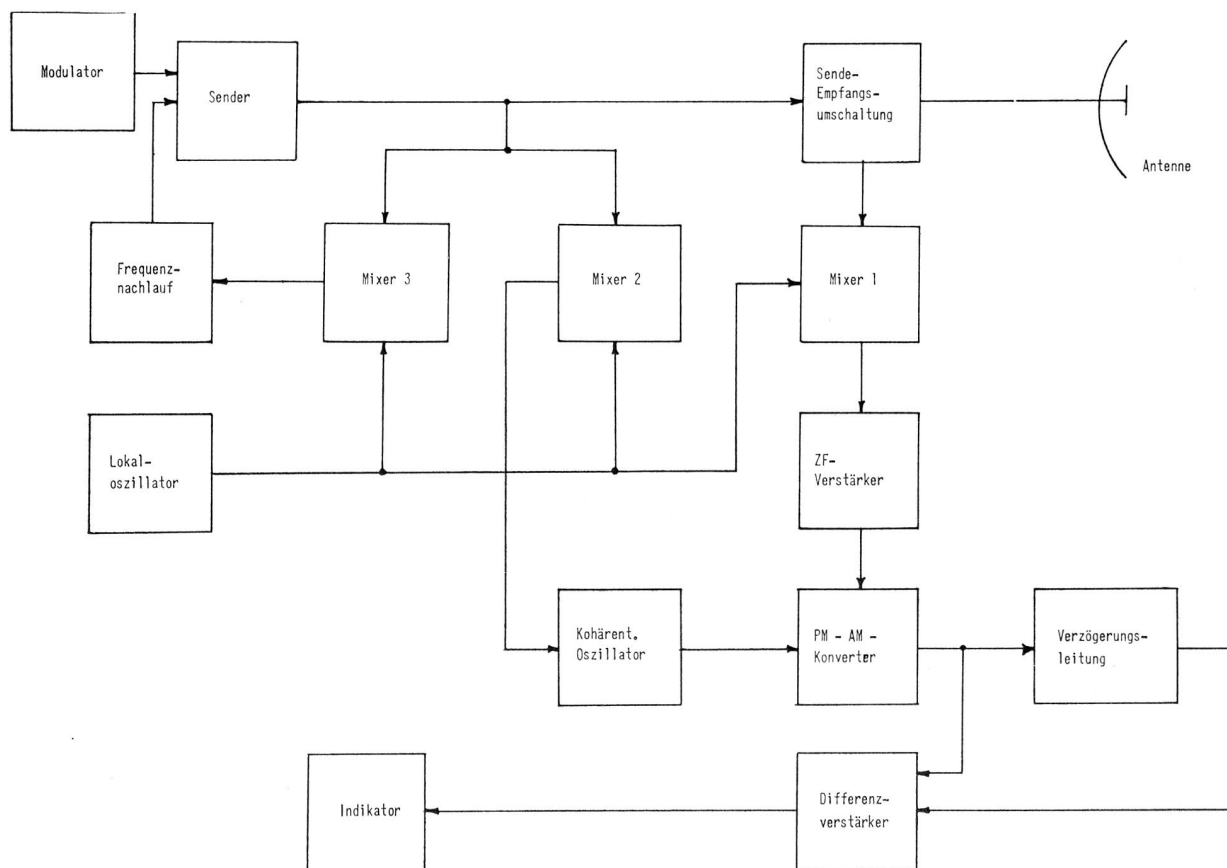 Modulator
Sender
Sende-
Empfangs-
umschaltung
Antenne
Frequenz-
nachlauf
Mixer 3
Mixer 2
Mixer 1
Lokal-
oszillator
ZF-
Verstärker
Kohärent.
Oszillator
PM - AM -
Konverter
Verzögerungs-
leitung
Indikator
Differenz-
verstärker